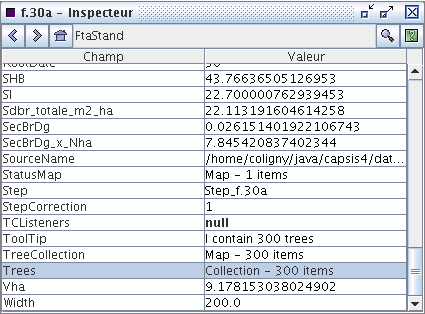 f.30a - Inspecteur
FtaStand
Champ Valeur
RootDate 30
SHB 43.76636505126953
SI 22.700000762939453
Sdbr_totale_m2_ha 22.113191604614258
SecBrDg 0.026151401922106743
SecBrDg_x_Nha 7.845420837402344
SourceName /home/coligny/java/capsis4/dat...
StatusMap Map - 1 items
Step Step_f.30a
StepCorrection 1
TCListeners null
ToolTip I contain 300 trees
TreeCollection Map - 300 items
Trees Collection - 300 items
Vha 9.178153038024902
Width 200.0